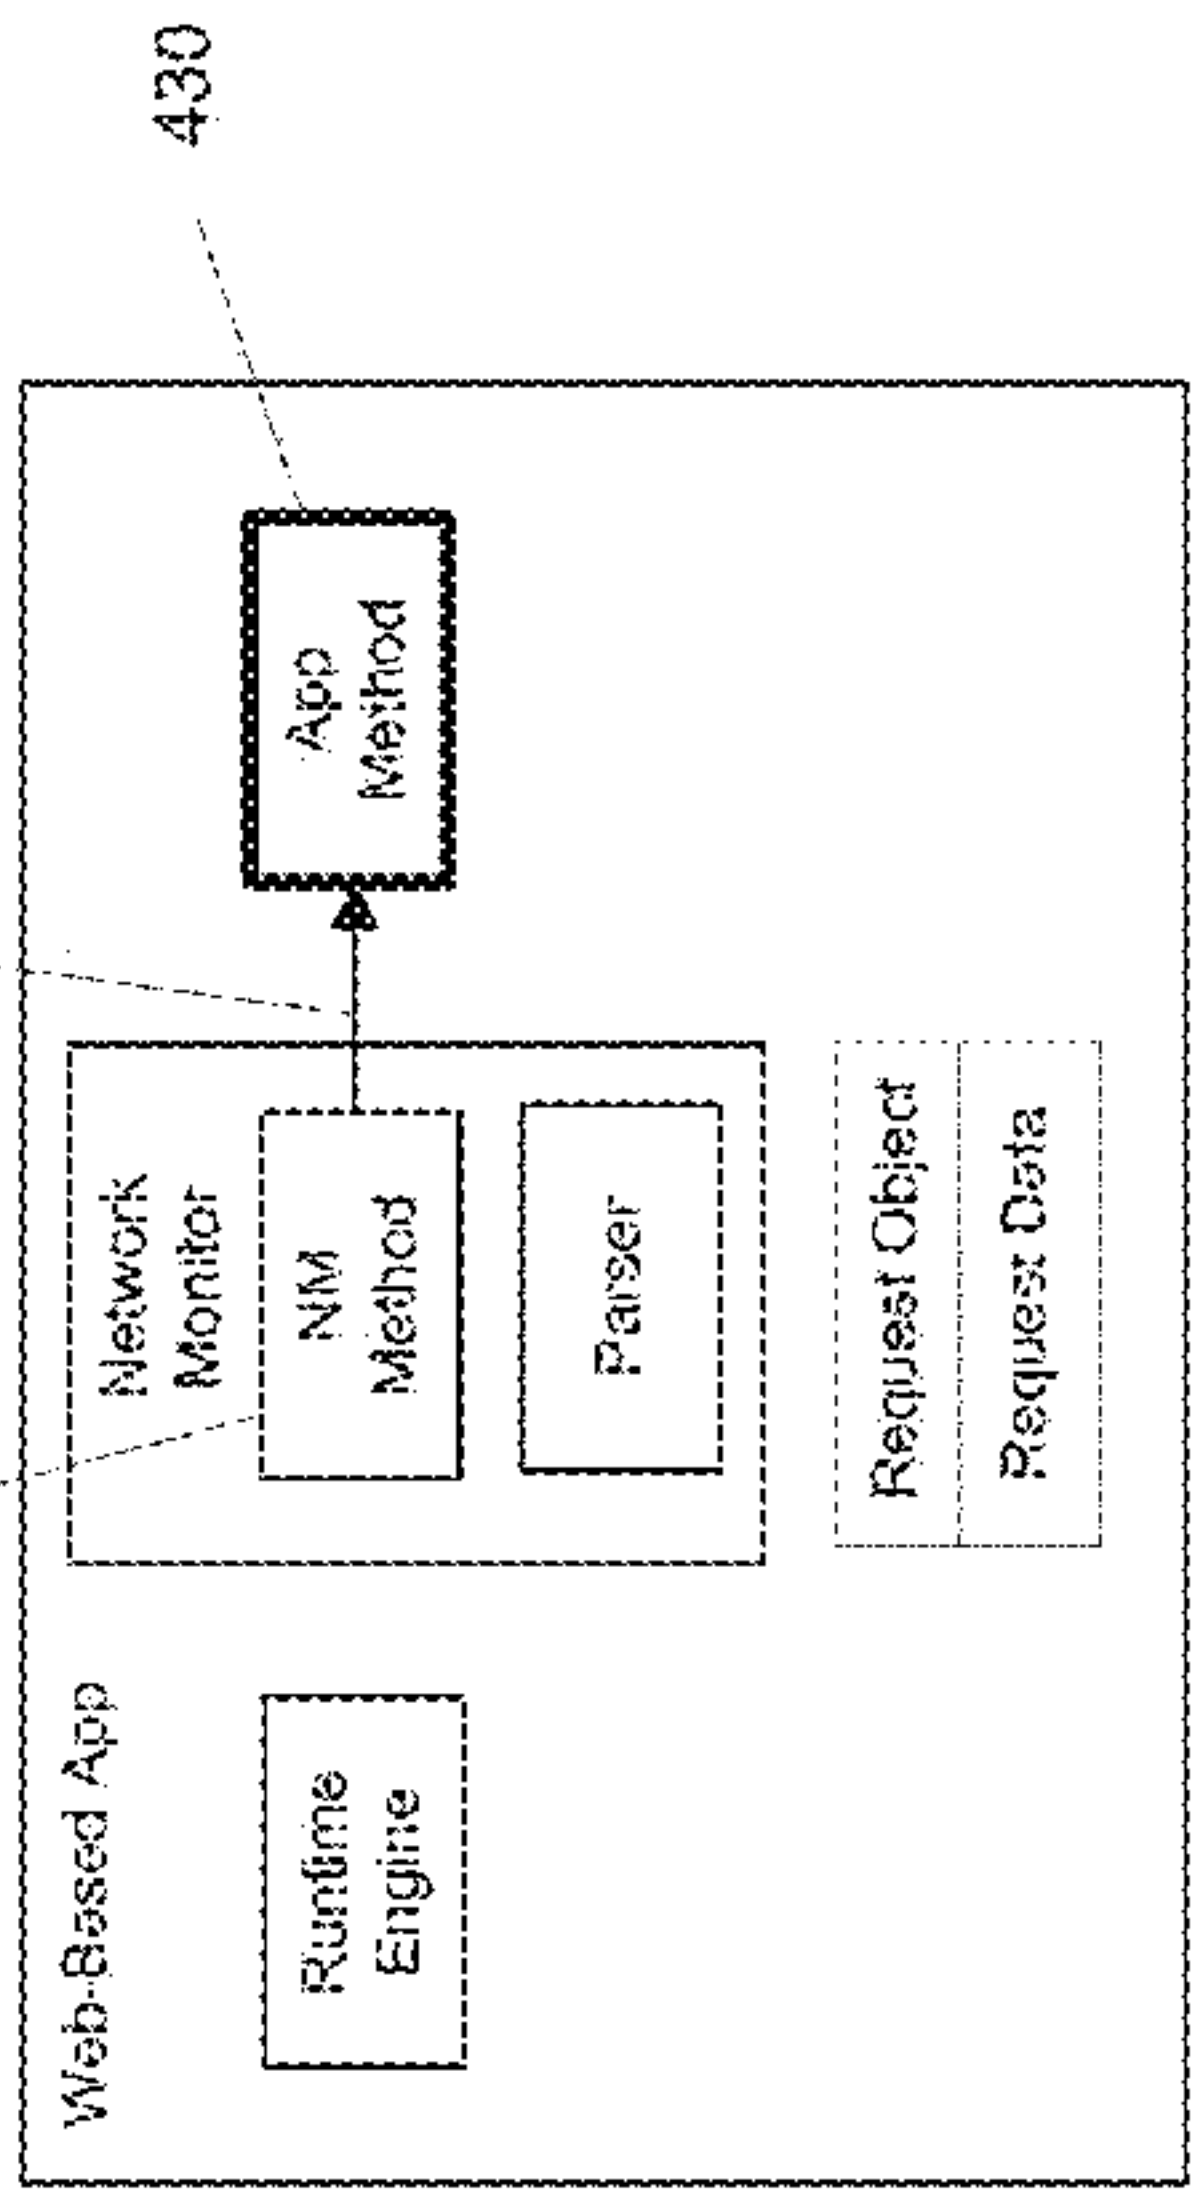 Web-Based App
Runtime
Engine
Network
Monitor
NM
Method
Parser
Request Object
Request Data
App
Method
430